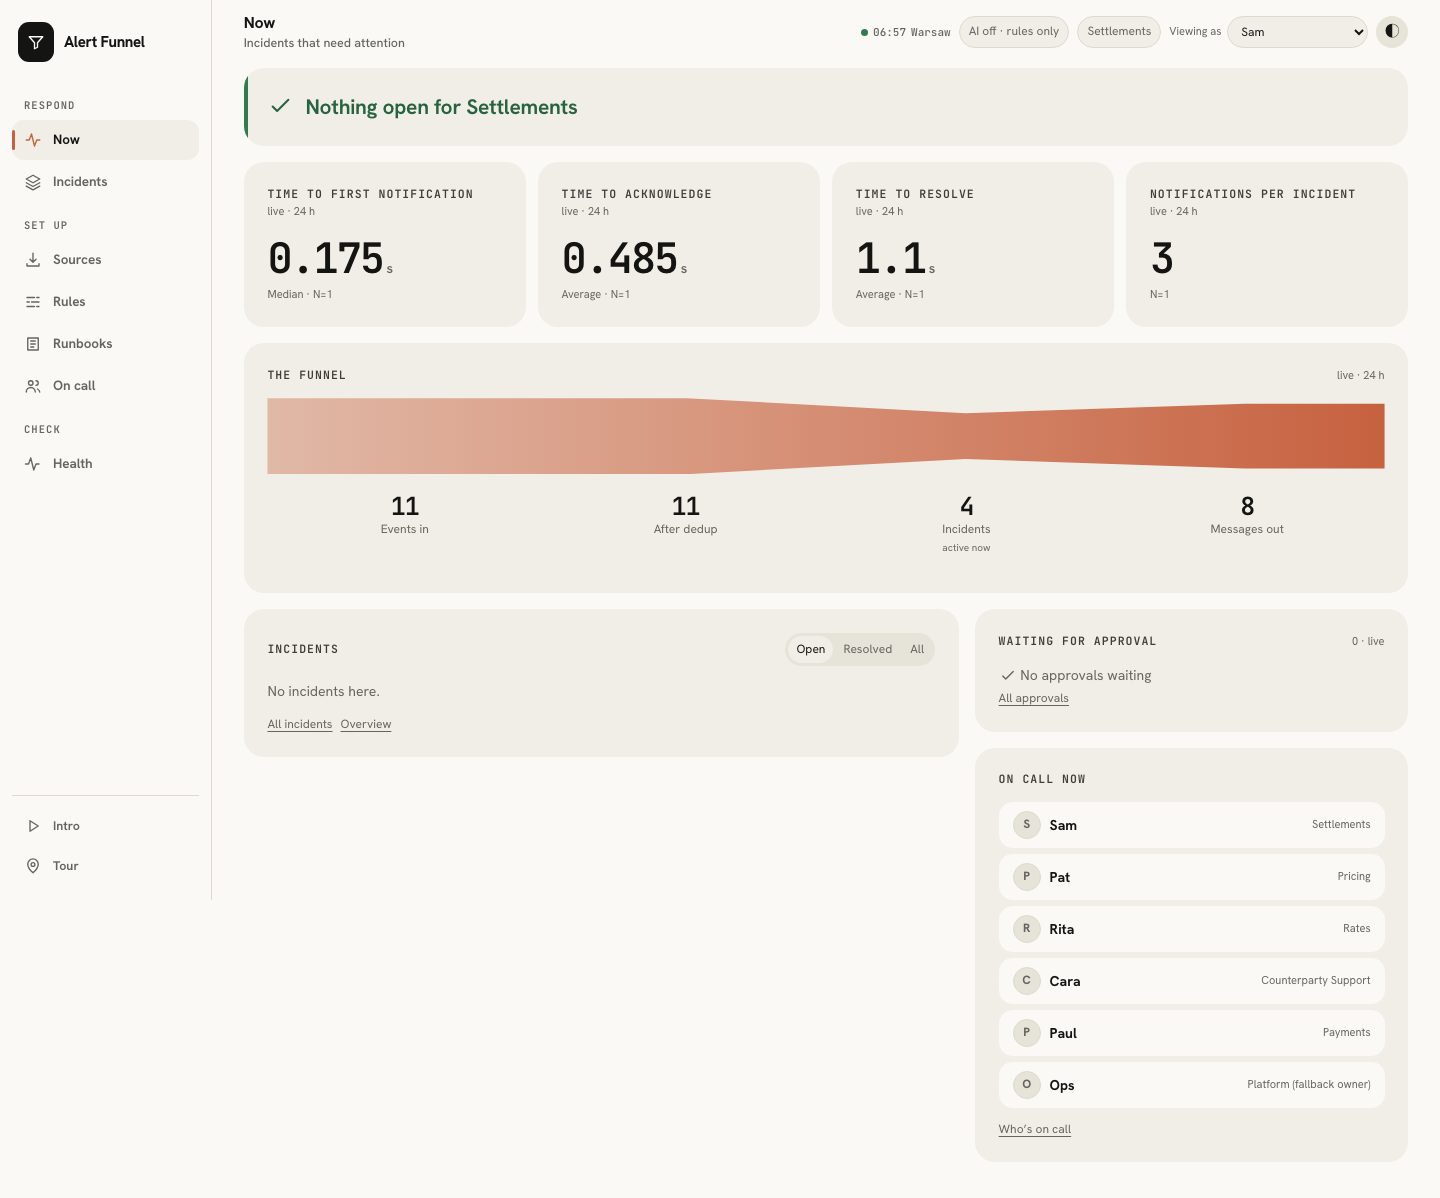 Alert Funnel
RESPOND
Now
Incidents
SET UP
Sources
Rules
Runbooks
On call
CHECK
Health
Intro
Tour
Now
Incidents that need attention
06:57 Warsaw
AI off · rules only
Settlements
Viewing as
Sam
Nothing open for Settlements
TIME TO FIRST NOTIFICATION
live · 24 h
0.175s
Median · N=1
TIME TO ACKNOWLEDGE
live · 24 h
0.485s
Average · N=1
TIME TO RESOLVE
live · 24 h
1.1s
Average · N=1
NOTIFICATIONS PER INCIDENT
live · 24 h
3
N=1
THE FUNNEL
live · 24 h
11
Events in
11
After dedup
4
Incidents
active now
8
Messages out
INCIDENTS
Open
Resolved
All
No incidents here.
All incidents
Overview
WAITING FOR APPROVAL
0 · live
No approvals waiting
All approvals
ON CALL NOW
S Sam Settlements
P Pat Pricing
R Rita Rates
C Cara Counterparty Support
P Paul Payments
O Ops Platform (fallback owner)
Who’s on call